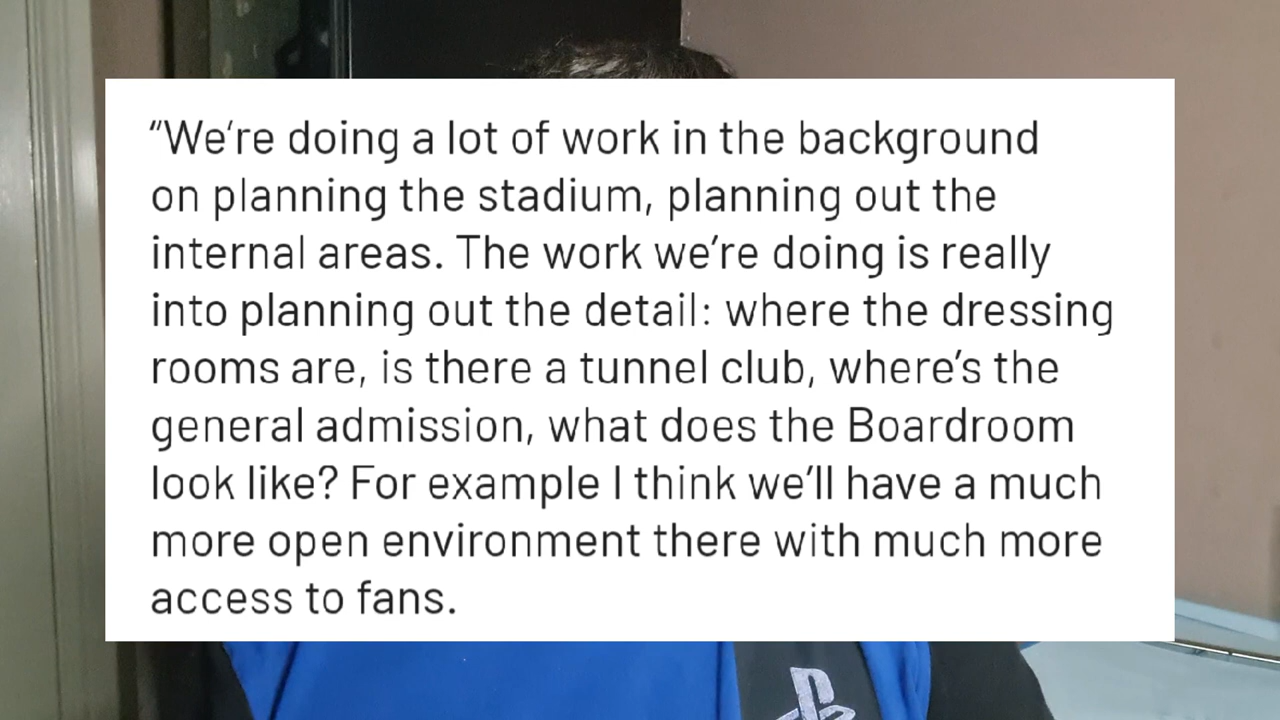 “We’re doing a lot of work in the background
on planning the stadium, planning out the
internal areas. The work we’re doing is really
into planning out the detail: where the dressing
rooms are, is there a tunnel club, where’s the
general admission, what does the Boardroom
look like? For example I think we’ll have a much
more open environment there with much more
access to fans.